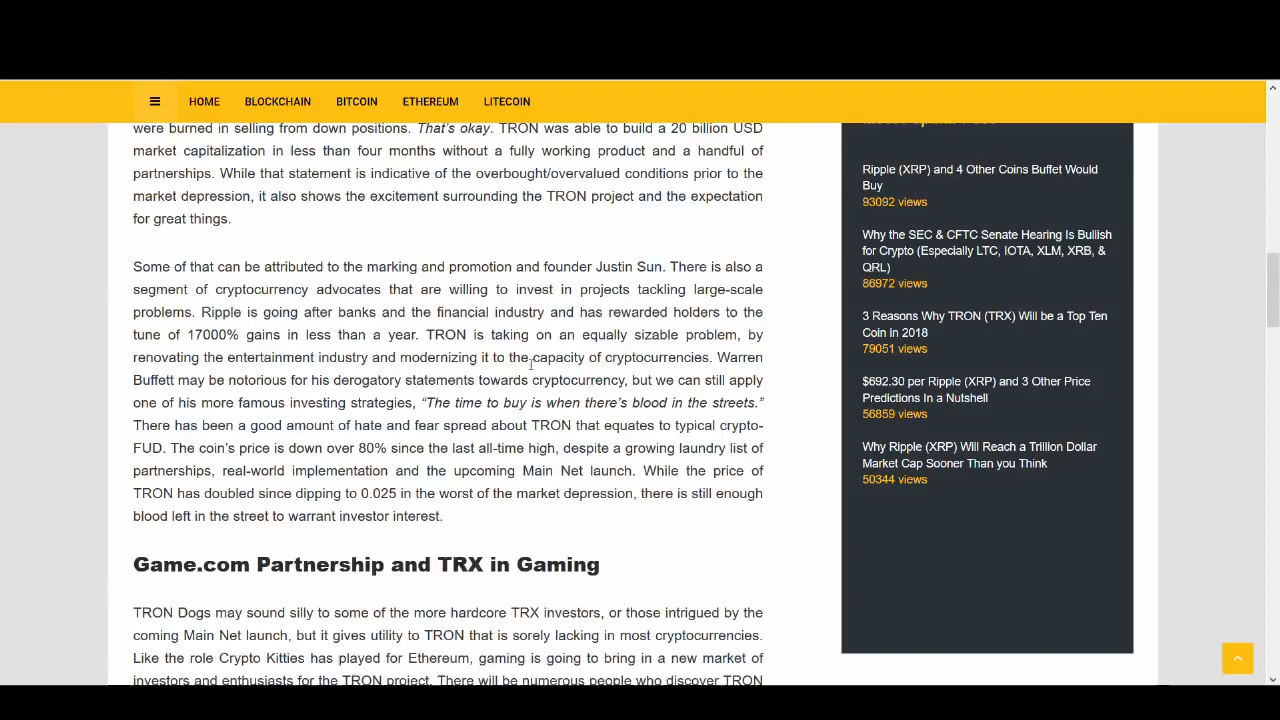 HOME BLOCKCHAIN BITCOIN ETHEREUM LITECOIN
were burned in selling from down positions. That's okay. TRON was able to build a 20 billion USD
market capitalization in less than four months without a fully working product and a handful of
partnerships. While that statement is indicative of the overbought/overvalued conditions prior to the
market depression, it also shows the excitement surrounding the TRON project and the expectation
for great things.
Some of that can be attributed to the marking and promotion and founder Justin Sun. There is also a
segment of cryptocurrency advocates that are willing to invest in projects tackling large-scale
problems. Ripple is going after banks and the financial industry and has rewarded holders to the
tune of 17000% gains in less than a year. TRON is taking on an equally sizable problem, by
renovating the entertainment industry and modernizing it to the capacity of cryptocurrencies. Warren
Buffett may be notorious for his derogatory statements towards cryptocurrency, but we can still apply
one of his more famous investing strategies, “The time to buy is when there’s blood in the streets.”
There has been a good amount of hate and fear spread about TRON that equates to typical crypto-
FUD. The coin’s price is down over 80% since the last all-time high, despite a growing laundry list of
partnerships, real-world implementation and the upcoming Main Net launch. While the price of
TRON has doubled since dipping to 0.025 in the worst of the market depression, there is still enough
blood left in the street to warrant investor interest.
Game.com Partnership and TRX in Gaming
TRON Dogs may sound silly to some of the more hardcore TRX investors, or those intrigued by the
coming Main Net launch, but it gives utility to TRON that is sorely lacking in most cryptocurrencies.
Like the role Crypto Kitties has played for Ethereum, gaming is going to bring in a new market of
investors and enthusiasts for the TRON project. There will be numerous people who discover TRON
Ripple (XRP) and 4 Other Coins Buffet Would
Buy
93092 views
Why the SEC & CFTC Senate Hearing Is Bullish
for Crypto (Especially LTC, IOTA, XLM, XRB, &
QRL)
86972 views
3 Reasons Why TRON (TRX) Will be a Top Ten
Coin in 2018
79051 views
$692.30 per Ripple (XRP) and 3 Other Price
Predictions In a Nutshell
56859 views
Why Ripple (XRP) Will Reach a Trillion Dollar
Market Cap Sooner Than you Think
50344 views